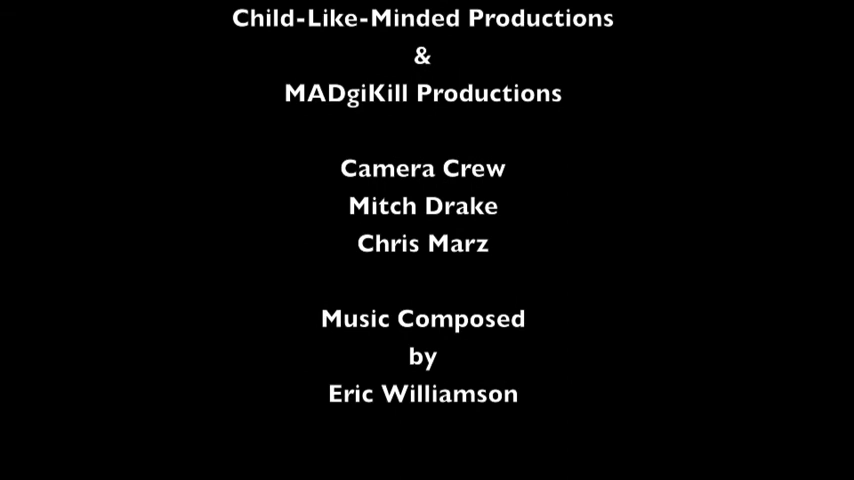 Child-Like-Minded Productions
&
MADgiKill Productions
Camera Crew
Mitch Drake
Chris Marz
Music Composed
by
Eric Williamson